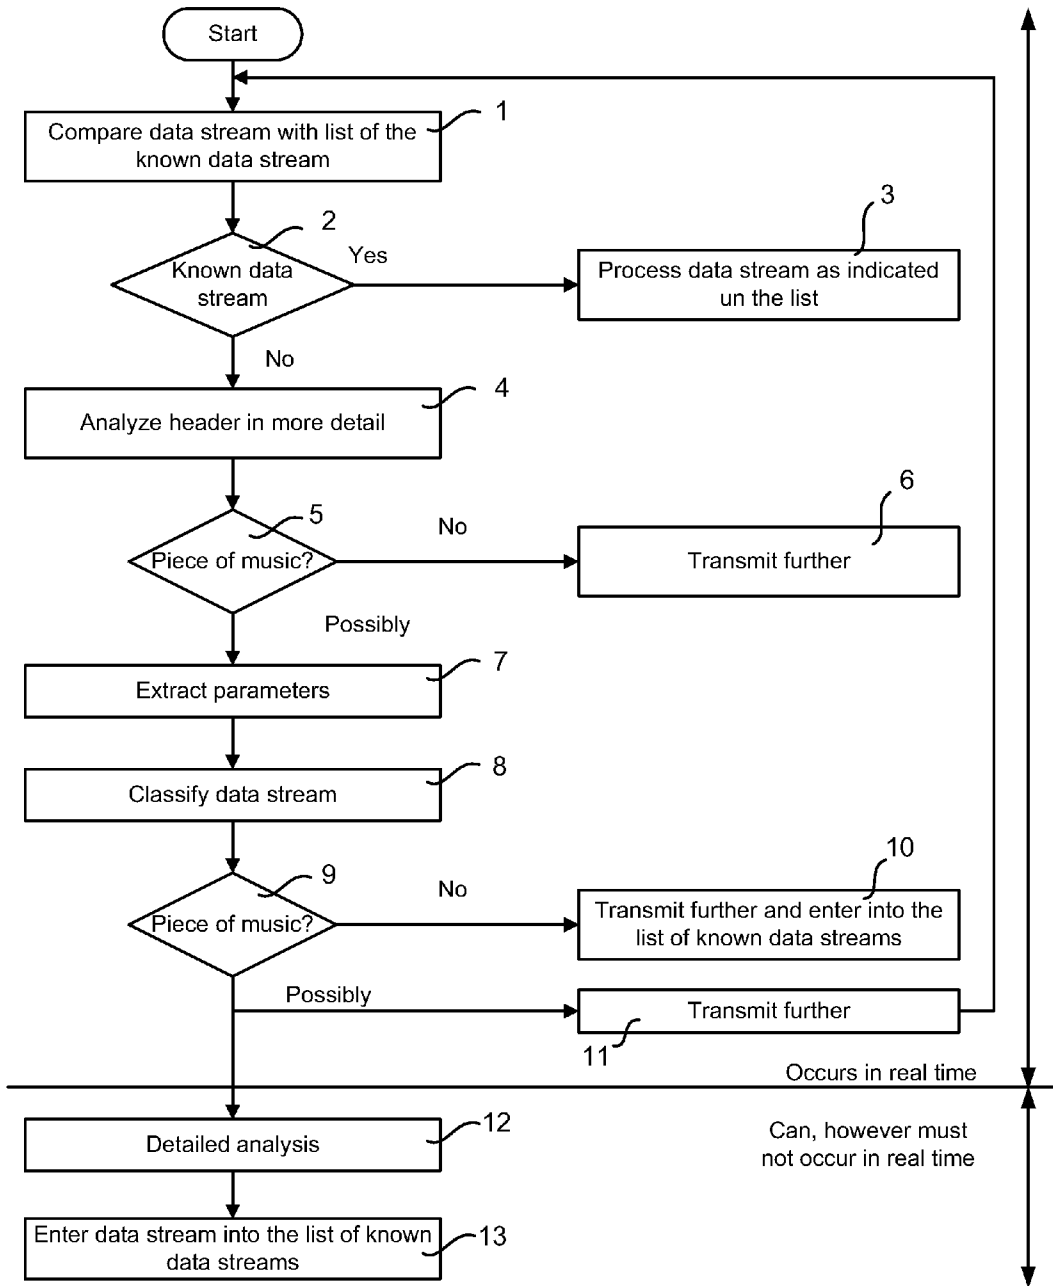 Start
1
Compare data stream with list of the
known data stream
2
Known data
stream
Yes
3
Process data stream as indicated
un the list
No
4
Analyze header in more detail
5
Piece of music?
No
6
Transmit further
Possibly
7
Extract parameters
8
Classify data stream
9
Piece of music?
No
10
Transmit further and enter into the
list of known data streams
Possibly
Transmit further
11
Occurs in real time
12
Detailed analysis
Can, however must
not occur in real time
Enter data stream into the list of known
data streams
13